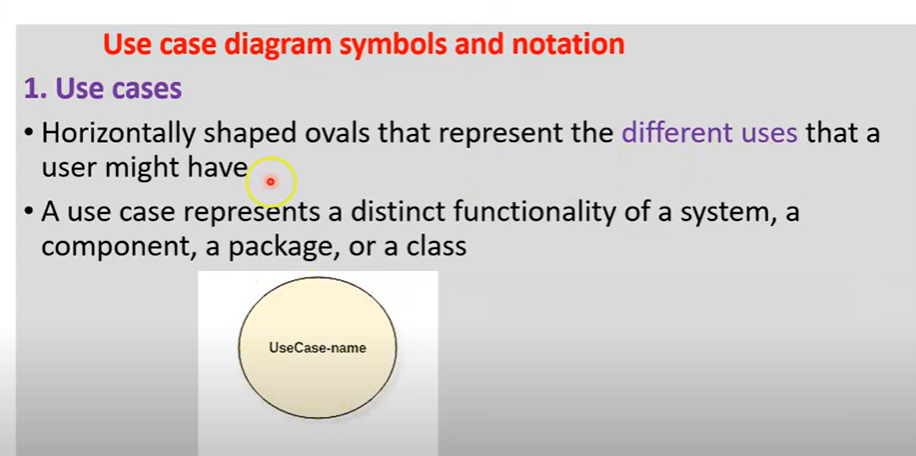 Use case diagram symbols and notation
1. Use cases
• Horizontally shaped ovals that represent the different uses that a
user might have
• A use case represents a distinct functionality of a system, a
component, a package, or a class
UseCase-name